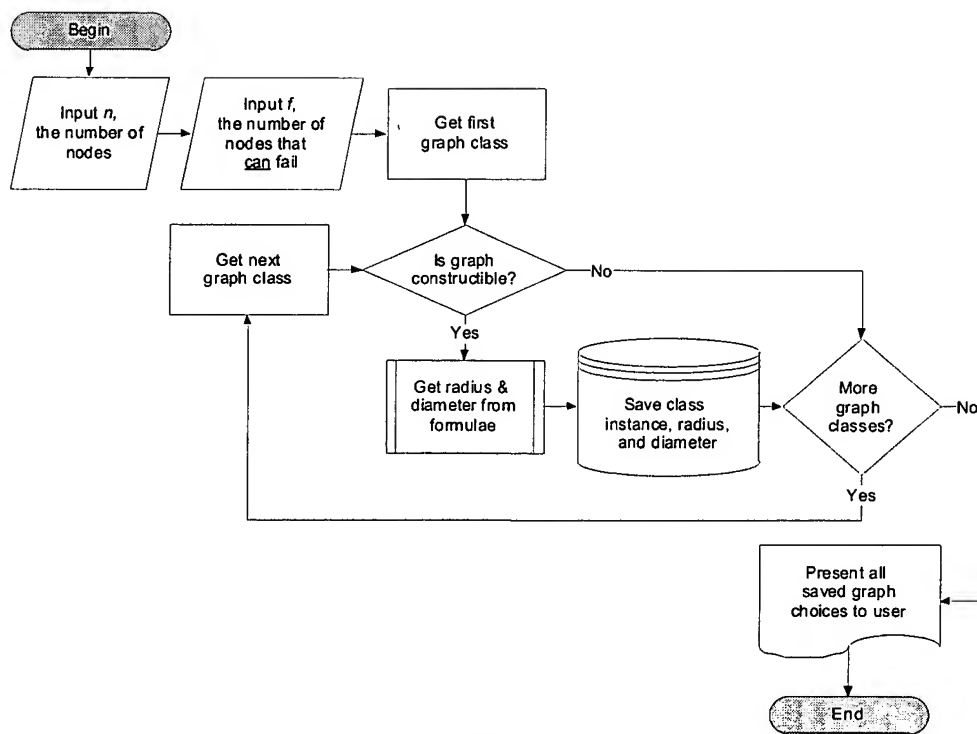 Begin
Input n,
the number of
nodes
Input f,
the number of
nodes that
can fail
Get first
graph class
Get next
graph class
Is graph
constructible?
No
Yes
Get radius &
diameter from
formulae
Save class
instance, radius,
and diameter
More
graph
classes?
No
Yes
Present all
saved graph
choices to user
End